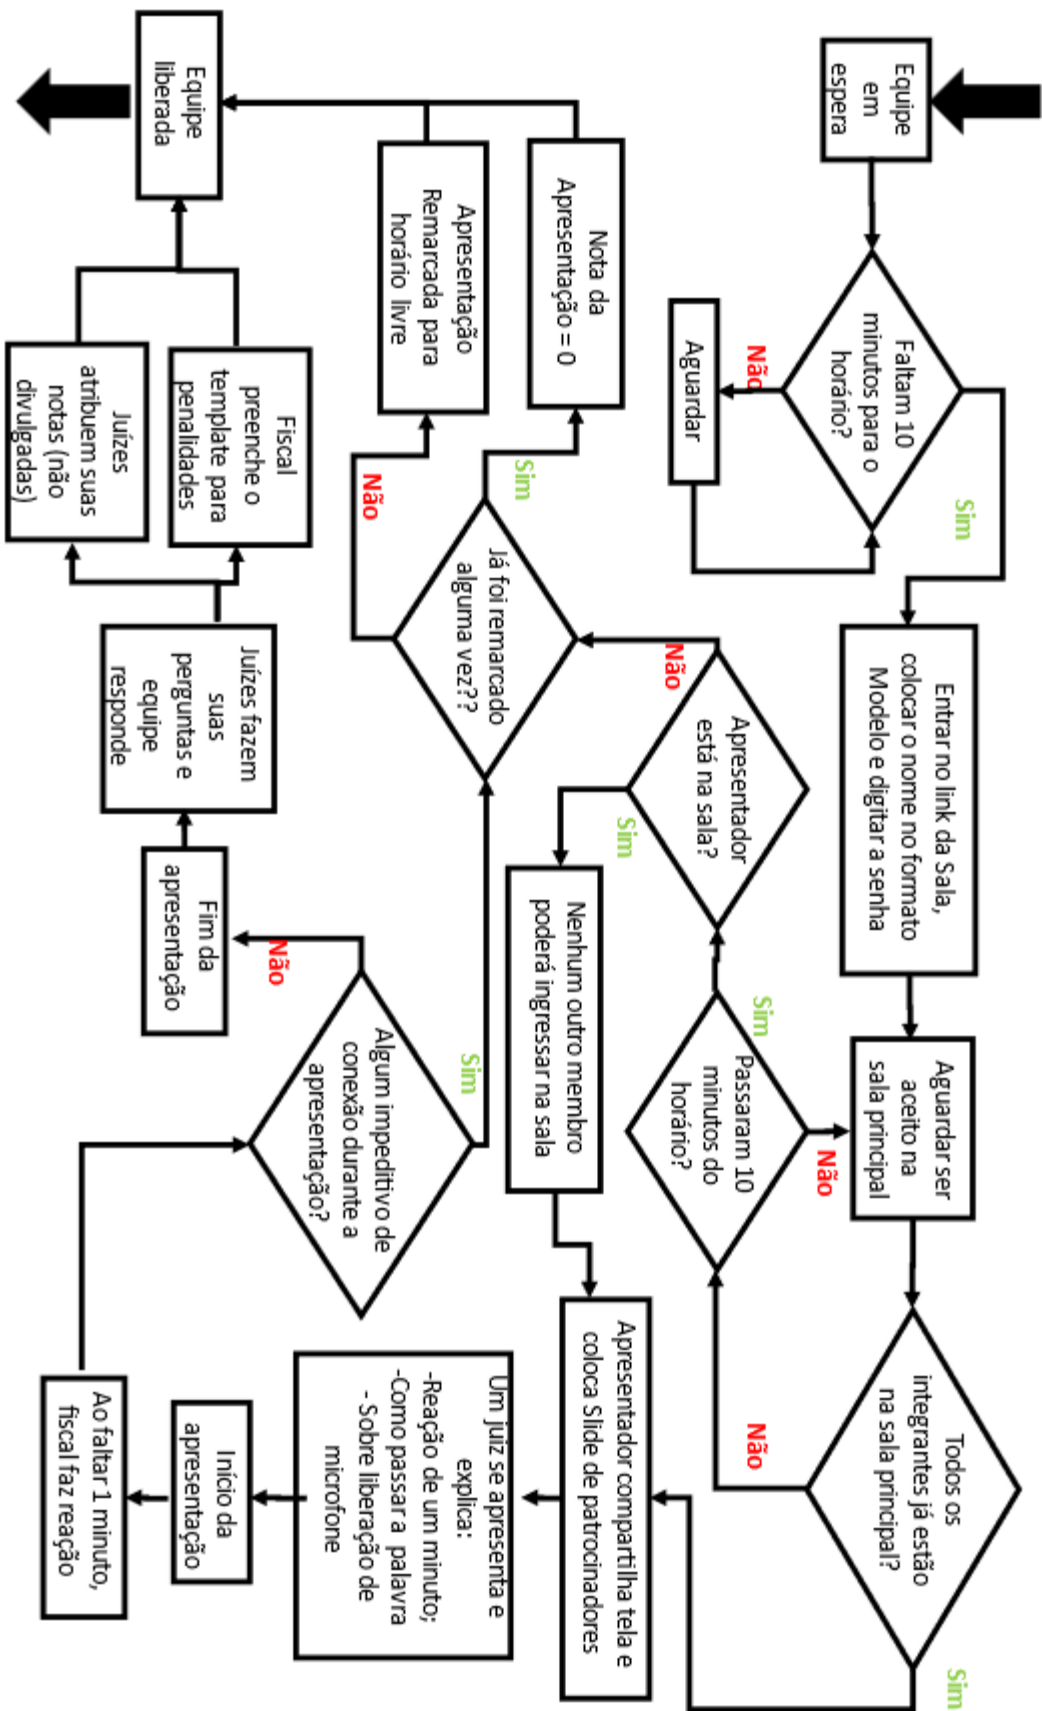 Equipe
em
espera
Faltam 10
minutos para o
horário?
Não
Aguardar
Sim
Entrar no link da Sala,
colocar o nome no formato
Modelo e digitar a senha
Aguardar ser
aceito na
sala principal
Todos os
integrantes já estão
na sala principal?
Sim
Não
Passaram 10
minutos do
horário?
Não
Sim
Apresentador
está na sala?
Não
Sim
Nenhum outro membro
poderá ingressar na sala
Apresentador compartilha tela e
coloca Slide de patrocinadores
Já foi remarcado
alguma vez??
Sim
Não
Nota da
Apresentação = 0
Apresentação
Remarcada para
horário livre
Equipe
liberada
Um juiz se apresenta e
explica:
-Reação de um minuto;
-Como passar a palavra
- Sobre liberação de
microfone
Início da
apresentação
Ao faltar 1 minuto,
fiscal faz reação
Algum impeditivo de
conexão durante a
apresentação?
Sim
Não
Fim da
apresentação
Juízes fazem
suas
perguntas e
equipe
responde
Fiscal
preenche o
template para
penalidades
Juízes
atribuem suas
notas (não
divulgadas)